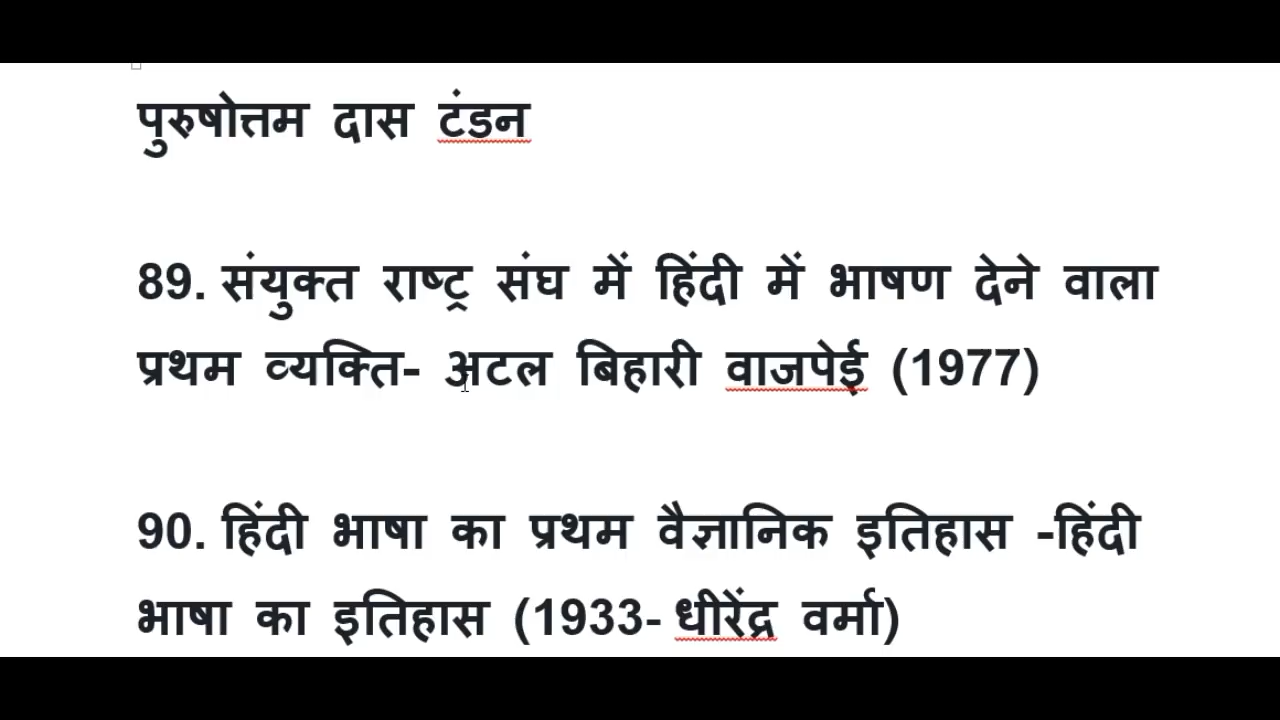 पुरुषोत्तम दास टंडन
89. संयुक्त राष्ट्र संघ में हिंदी में भाषण देने वाला
प्रथम व्यक्ति- अटल बिहारी वाजपेई (1977)
90. हिंदी भाषा का प्रथम वैज्ञानिक इतिहास -हिंदी
भाषा का इतिहास (1933- धीरेंद्र वर्मा)